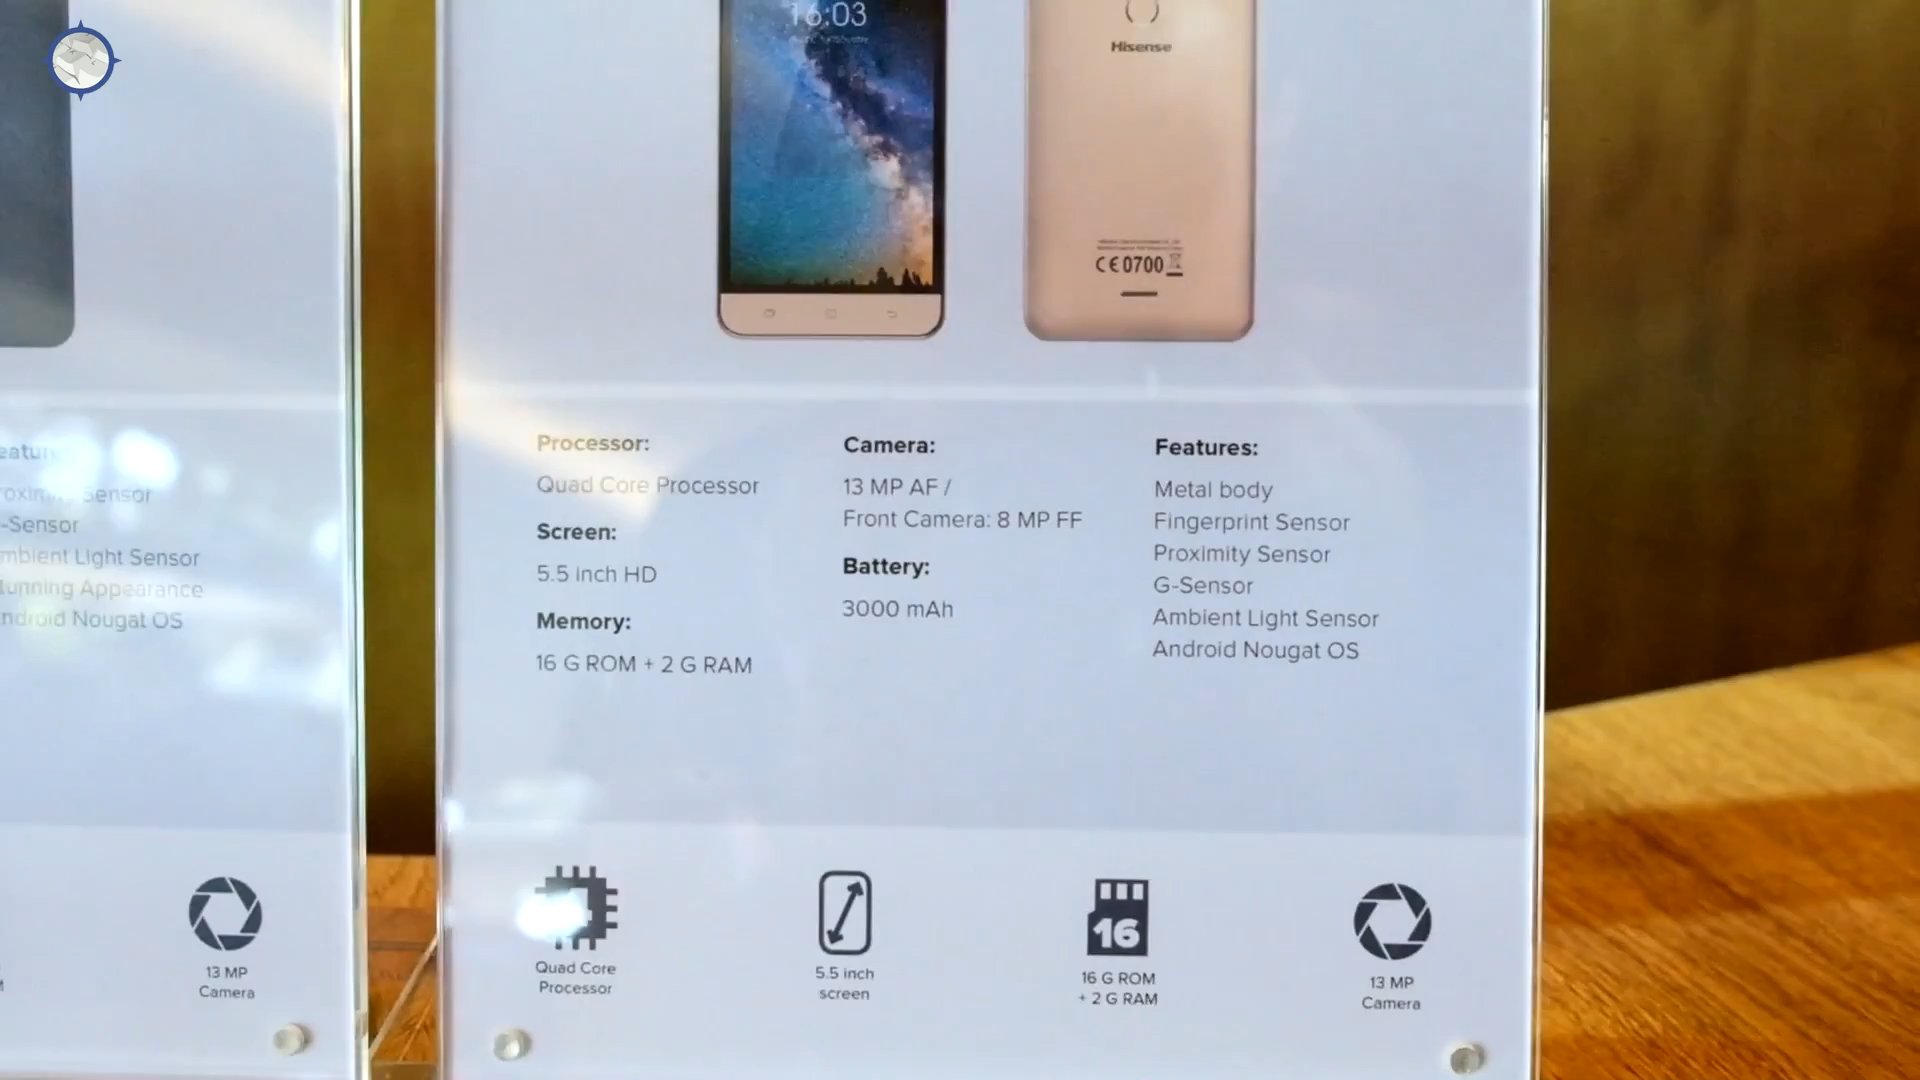 16:03
Hisense
CE0700
Sensor
-Sensor
mbient Light Sensor
tunning Appearance
ndroid Nougat OS
13 MP
Camera
Processor:
Quad Core Processor
Screen:
5.5 inch HD
Memory:
16 G ROM + 2 G RAM
Camera:
13 MP AF /
Front Camera: 8 MP FF
Battery:
3000 mAh
Features:
Metal body
Fingerprint Sensor
Proximity Sensor
G-Sensor
Ambient Light Sensor
Android Nougat OS
Quad Core
Processor
5.5 inch
screen
16
16 G ROM
+ 2 G RAM
13 MP
Camera